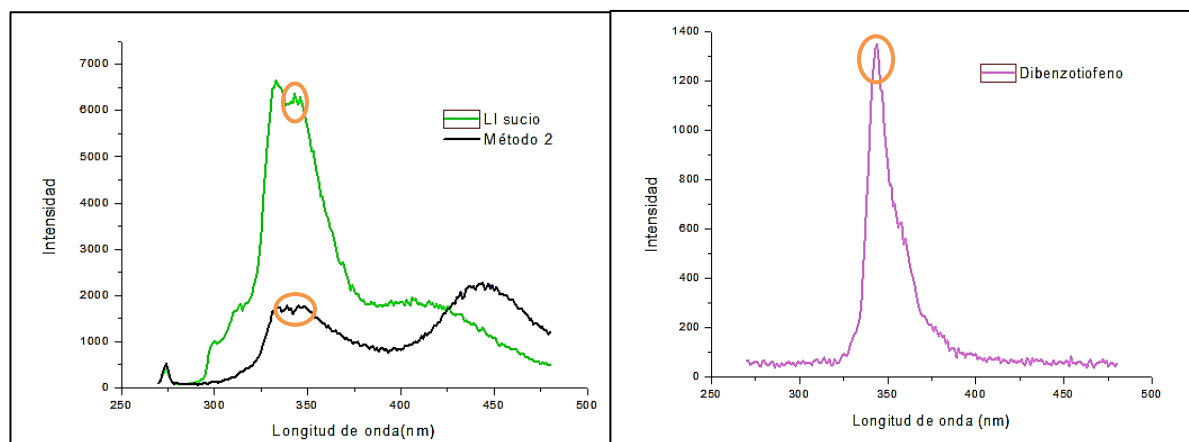 7000
6000
5000
4000
3000
2000
1000
0
Intensidad
LI sucio
Método 2
250 300 350 400 450 500
Longitud de onda(nm)
1400
1200
1000
800
600
400
200
0
Intensidad
Dibenzotiofeno
250 300 350 400 450 500
Longitud de onda (nm)